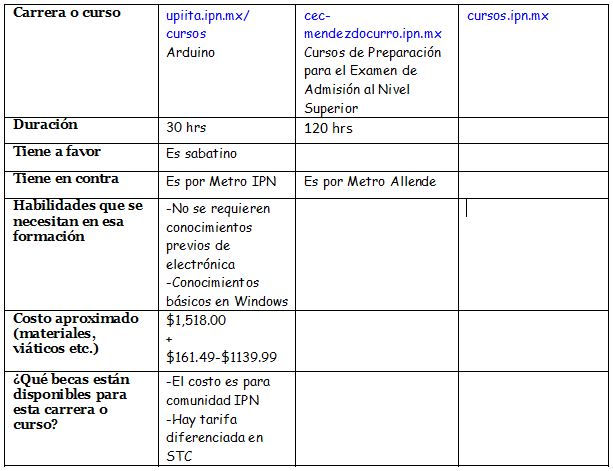 Carrera o curso
upiita.ipn.mx/
cursos
Arduino
cec-
mendezdocurro.ipn.mx
Cursos de Preparación
para el Examen de
Admisión al Nivel
Superior
cursos.ipn.mx
Duración
30 hrs
120 hrs
Tiene a favor
Es sabatino
Tiene en contra
Es por Metro IPN
Es por Metro Allende
Habilidades que se
necesitan en esa
formación
-No se requieren
conocimientos
previos de
electrónica
-Conocimientos
básicos en Windows
Costo aproximado
(materiales,
viáticos etc.)
$1,518.00
+
$161.49-$1139.99
¿Qué becas están
disponibles para
esta carrera o
curso?
-El costo es para
comunidad IPN
-Hay tarifa
diferenciada en
STC